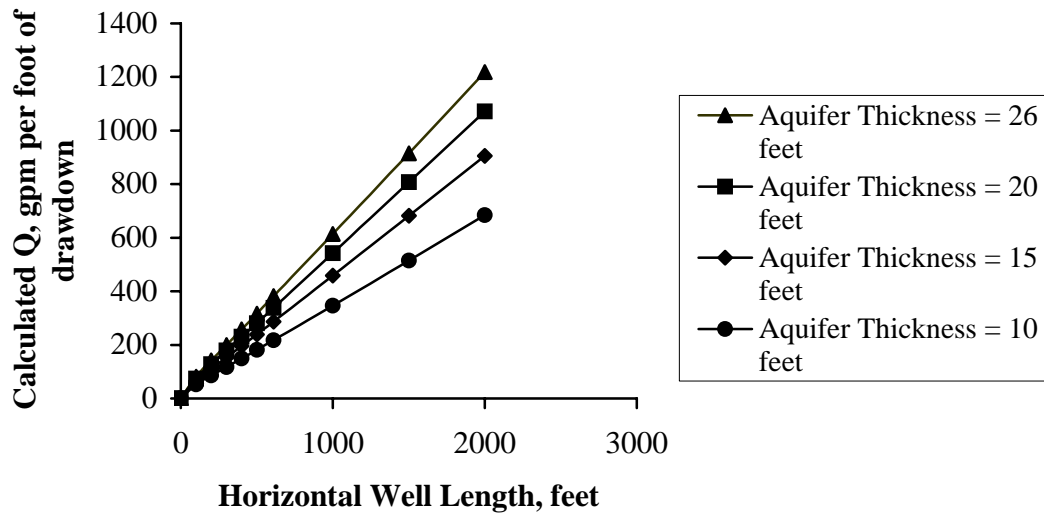 Calculated Q, gpm per foot of
drawdown
1400
1200
1000
800
600
400
200
0
0 1000 2000 3000
Horizontal Well Length, feet
Aquifer Thickness = 26
feet
Aquifer Thickness = 20
feet
Aquifer Thickness = 15
feet
Aquifer Thickness = 10
feet